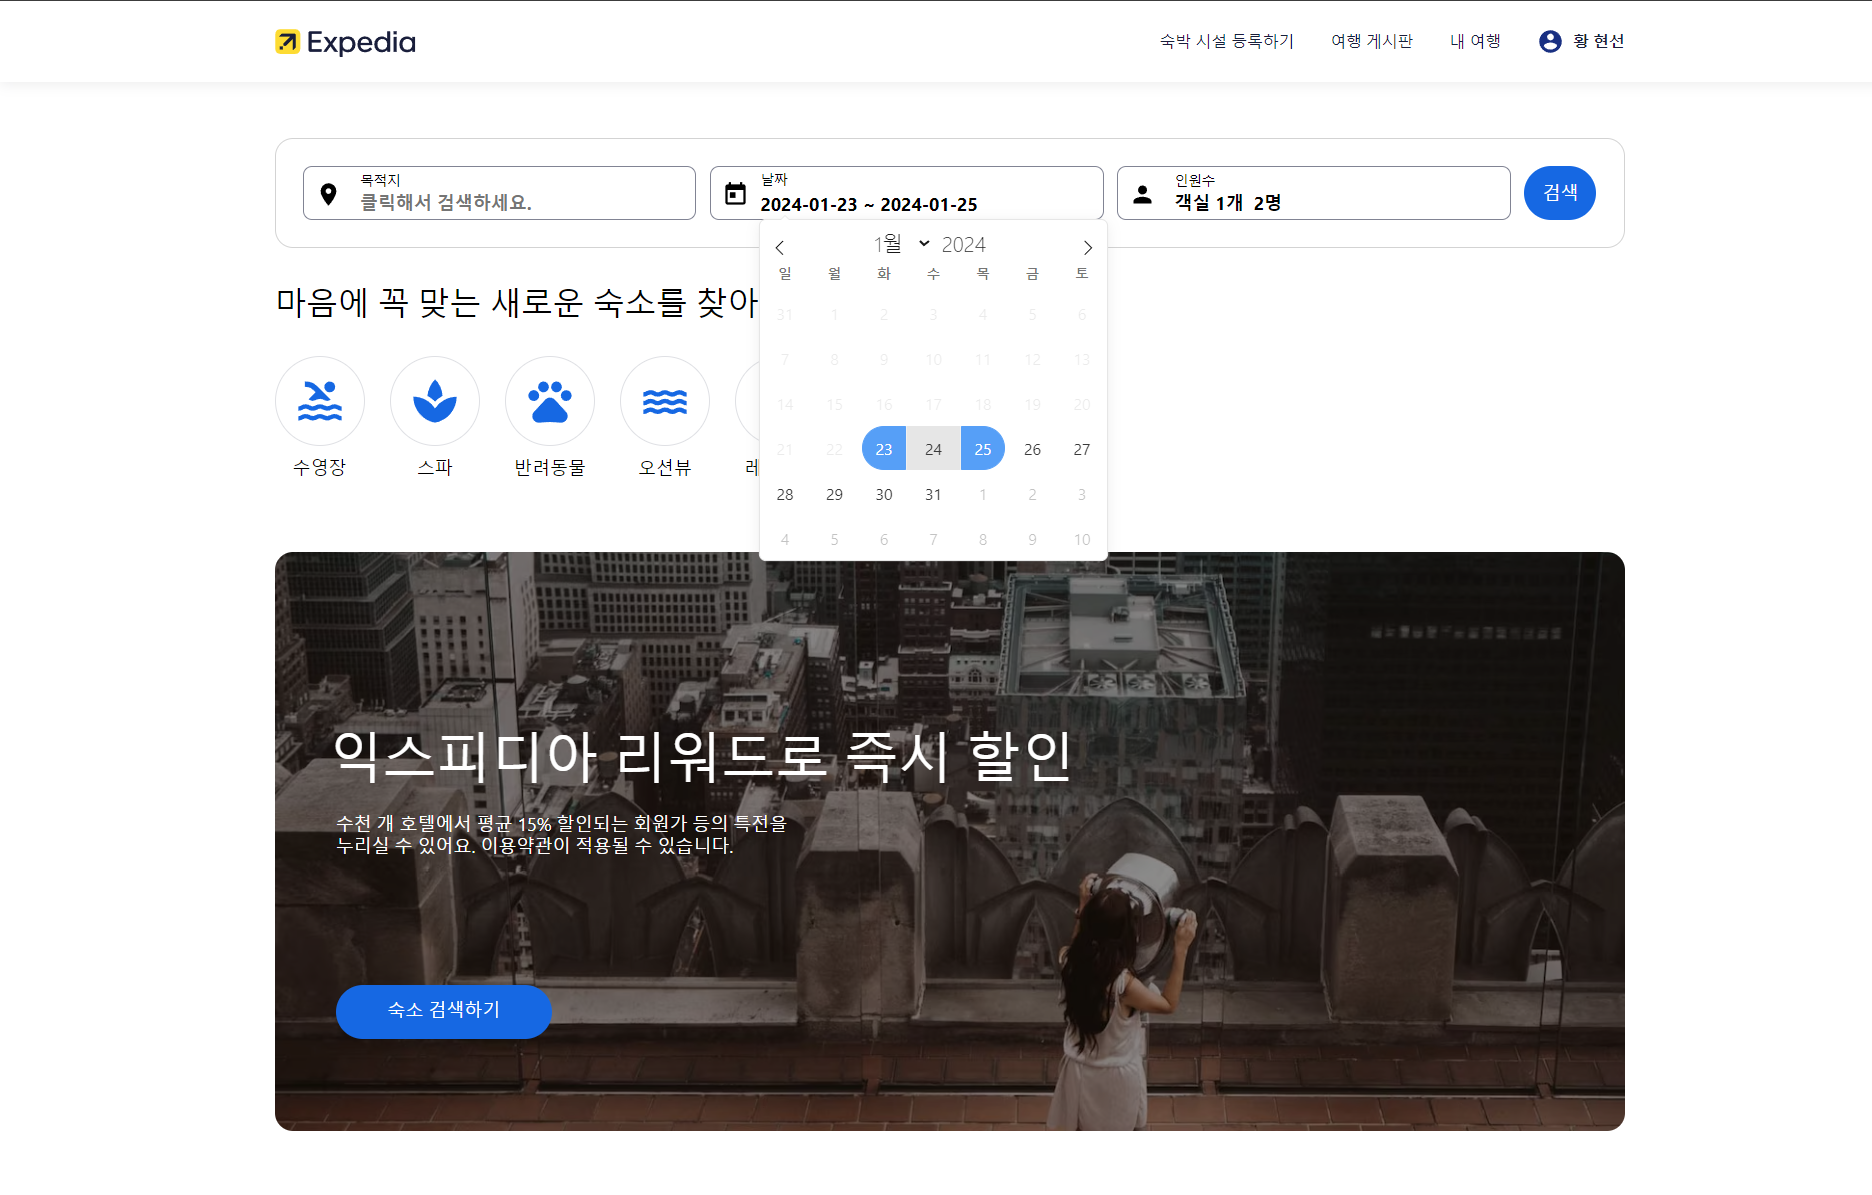 Expedia
숙박 시설 등록하기
여행 게시판
내 여행
황 현선
목적지
클릭해서 검색하세요.
날짜
2024-01-23 ~ 2024-01-25
인원수
객실 1개 2명
검색
1월 2024
일 월 화 수 목 금 토
31 1 2 3 4 5 6
7 8 9 10 11 12 13
14 15 16 17 18 19 20
21 22 23 24 25 26 27
28 29 30 31 1 2 3
4 5 6 7 8 9 10
마음에 꼭 맞는 새로운 숙소를 찾아
수영장
스파
반려동물
오션뷰
레
익스피디아 리워드로 즉시 할인
수천 개 호텔에서 평균 15% 할인되는 회원가 등의 특전을
누리실 수 있어요. 이용약관이 적용될 수 있습니다.
숙소 검색하기